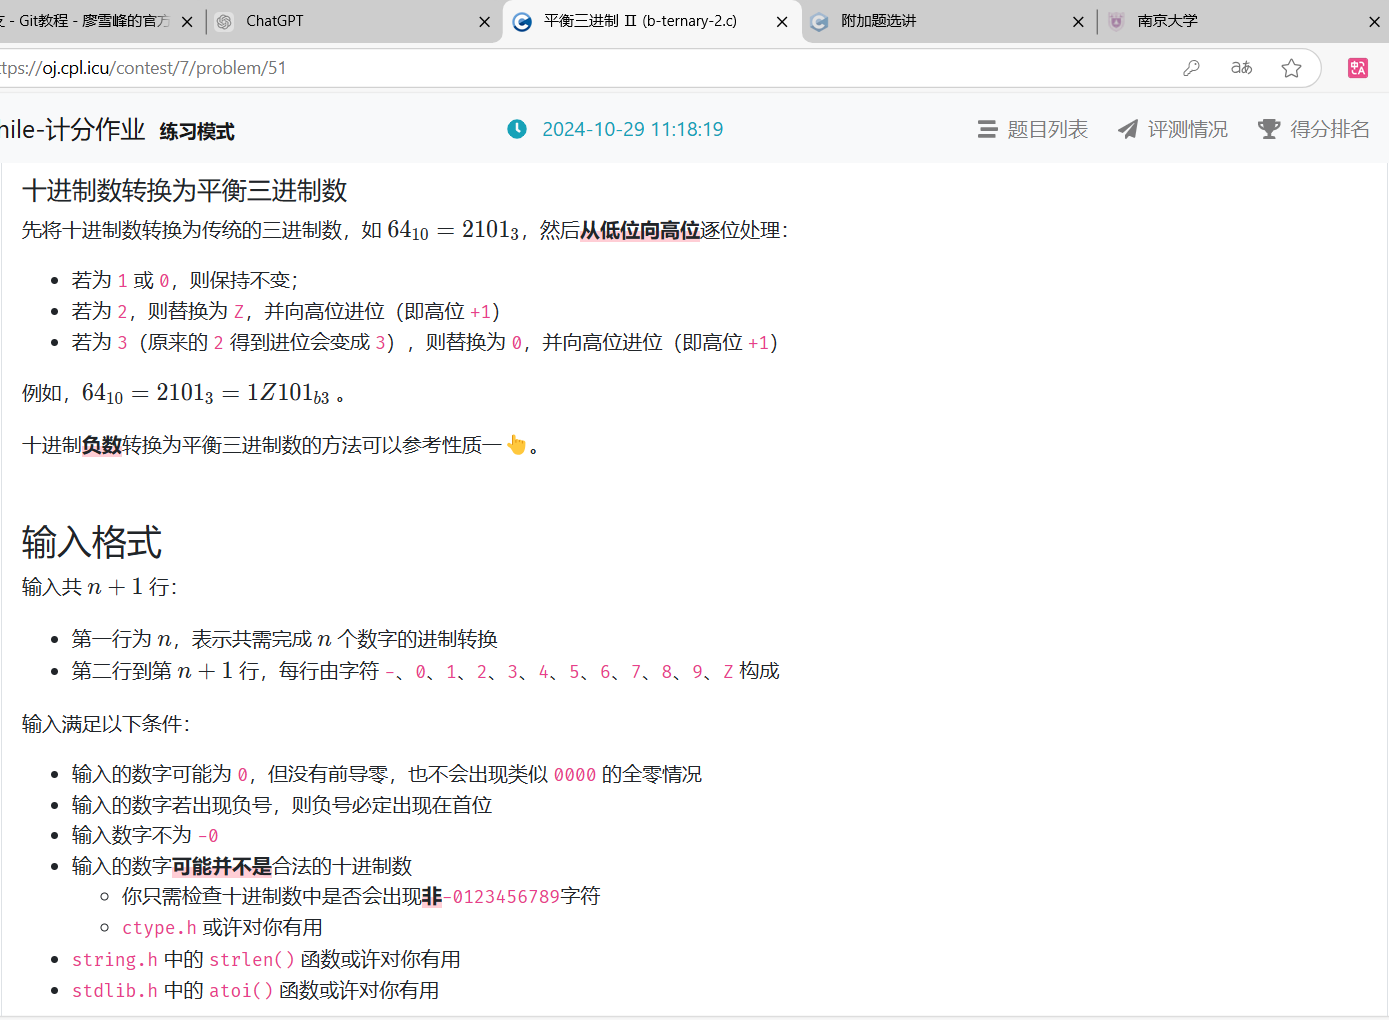 - Git教程 - 廖雪峰的官方
ChatGPT
平衡三进制 Ⅱ (b-ternary-2.c)
附加题选讲
南京大学
tps://oj.cpl.icu/contest/7/problem/51
aあ
hile-计分作业 练习模式
2024-10-29 11:18:19
题目列表
评测情况
得分排名
十进制数转换为平衡三进制数
先将十进制数转换为传统的三进制数，如 64₁₀ = 2101₃，然后从低位向高位逐位处理：
若为 1 或 0，则保持不变；
若为 2，则替换为 Z，并向高位进位（即高位 +1）
若为 3（原来的 2 得到进位会变成 3），则替换为 0，并向高位进位（即高位 +1）
例如，64₁₀ = 2101₃ = 1Z101_b3 。
十进制负数转换为平衡三进制数的方法可以参考性质一👆。
输入格式
输入共 n + 1 行：
第一行为 n，表示共需完成 n 个数字的进制转换
第二行到第 n + 1 行，每行由字符 -、0、1、2、3、4、5、6、7、8、9、Z 构成
输入满足以下条件：
输入的数字可能为 0，但没有前导零，也不会出现类似 0000 的全零情况
输入的数字若出现负号，则负号必定出现在首位
输入数字不为 -0
输入的数字可能并不是合法的十进制数
你只需检查十进制数中是否会出现非-0123456789字符
ctype.h 或许对你有用
string.h 中的 strlen() 函数或许对你有用
stdlib.h 中的 atoi() 函数或许对你有用